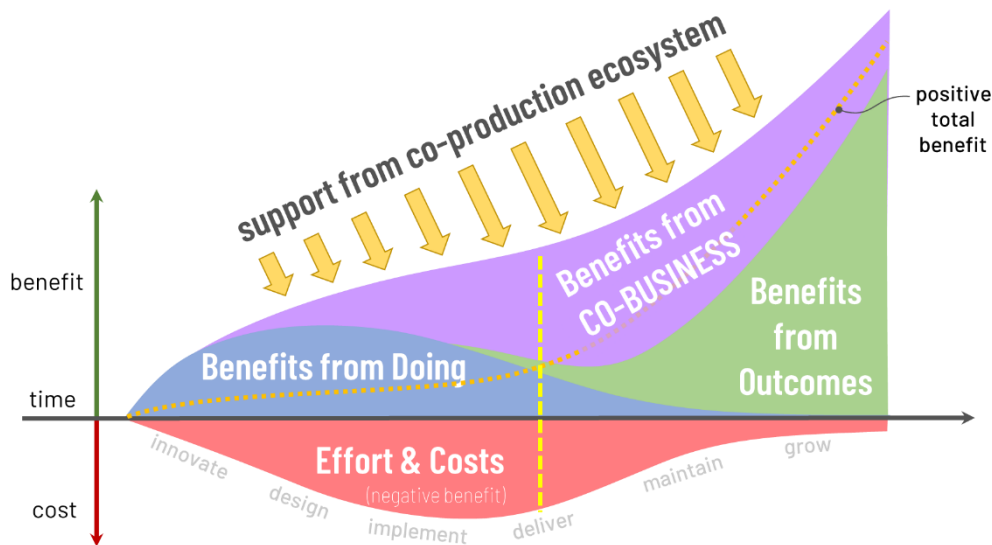 support from co-production ecosystem
positive
total
benefit
benefit
Benefits from
CO-BUSINESS
Benefits
from
Outcomes
Benefits from Doing
time
innovate
design
implement
deliver
maintain
grow
Effort & Costs
(negative benefit)
cost